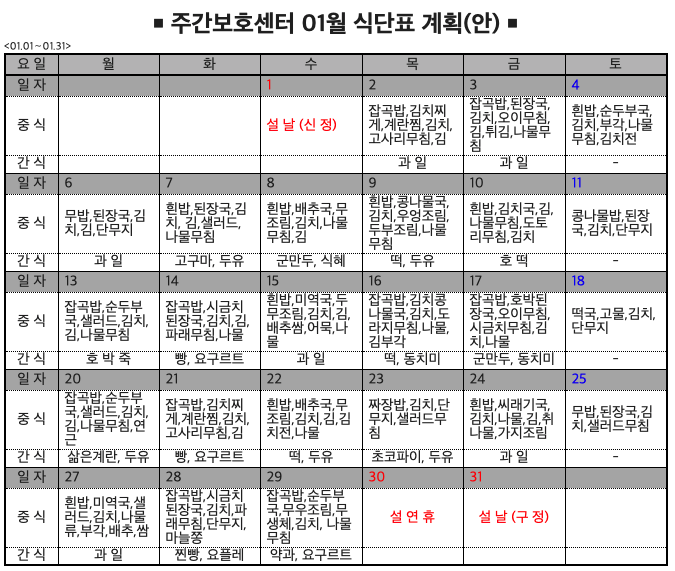 ▪ 주간보호센터 01월 식단표 계획(안) ▪
<01.01~01.31>
요 일 월 화 수 목 금 토
일 자 1 2 3 4
중 식
설 날 (신 정)
잡곡밥,김치찌
게,계란찜,김치,
고사리무침,김
잡곡밥,된장국,
김치,오이무침,
김,튀김,나물무
침
흰밥,순두부국,
김치,부각,나물
무침,김치전
간 식 과 일 과 일 -
일 자 6 7 8 9 10 11
중 식
무밥,된장국,김
치,김,단무지
흰밥,된장국,김
치, 김,샐러드,
나물무침
흰밥,배추국,무
조림,김치,나물
무침,김
흰밥,콩나물국,
김치,우엉조림,
두부조림,나물
무침
흰밥,김치국,김,
나물무침,도토
리무침,김치
콩나물밥,된장
국,김치,단무지
간 식 과 일 고구마, 두유 군만두, 식혜 떡, 두유 호 떡 -
일 자 13 14 15 16 17 18
중 식
잡곡밥,순두부
국,샐러드,김치,
김,나물무침
잡곡밥,시금치
된장국,김치,김,
파래무침,나물
흰밥,미역국,두
무조림,김치,김,
배추쌈,어묵,나
물
잡곡밥,김치콩
나물국,김치,도
라지무침,나물,
김부각
잡곡밥,호박된
장국,오이무침,
시금치무침,김
치,나물
떡국,고물,김치,
단무지
간 식 호 박 죽 빵, 요구르트 과 일 떡, 동치미 군만두, 동치미 -
일 자 20 21 22 23 24 25
중 식
잡곡밥,순두부
국,샐러드,김치,
김,나물무침,연
근
잡곡밥,김치찌
게,계란찜,김치,
고사리무침,김
흰밥,배추국,무
조림,김치,김,김
치전,나물
짜장밥,김치,단
무지,샐러드무
침
흰밥,씨래기국,
김치,나물,김,취
나물,가지조림
무밥,된장국,김
치,샐러드무침
간 식 삶은계란, 두유 빵, 요구르트 떡, 두유 초코파이, 두유 과 일 -
일 자 27 28 29 30 31
중 식
흰밥,미역국,샐
러드,김치,나물
류,부각,배추,쌈
잡곡밥,시금치
된장국,김치,파
래무침,단무지,
마늘쫑
잡곡밥,순두부
국,무우조림,무
생체,김치, 나물
무침
설 연 휴
설 날 (구 정)
간 식 과 일 찐빵, 요플레 약과, 요구르트